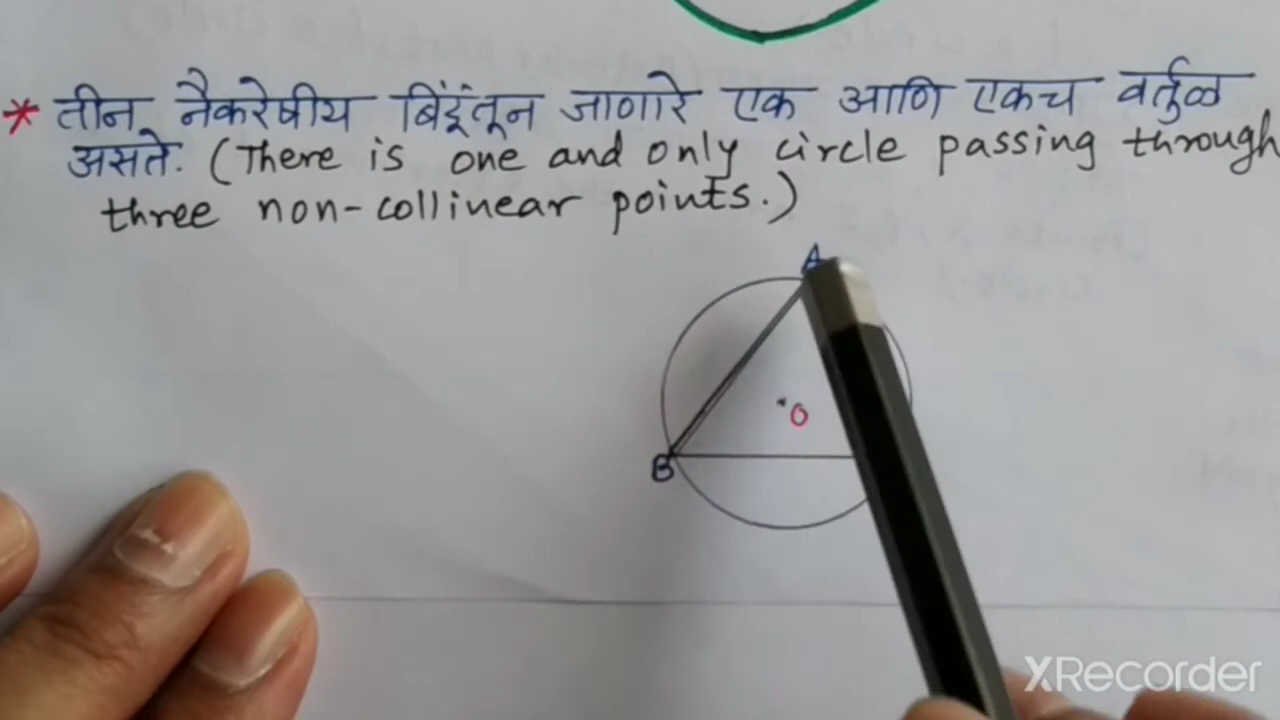 * तीन नैकरेषीय बिंदूंतून जाणारे एक आणि एकच वर्तुळ
असते. (There is one and only circle passing through
three non-collinear points.)
A
O
B
XRecorder